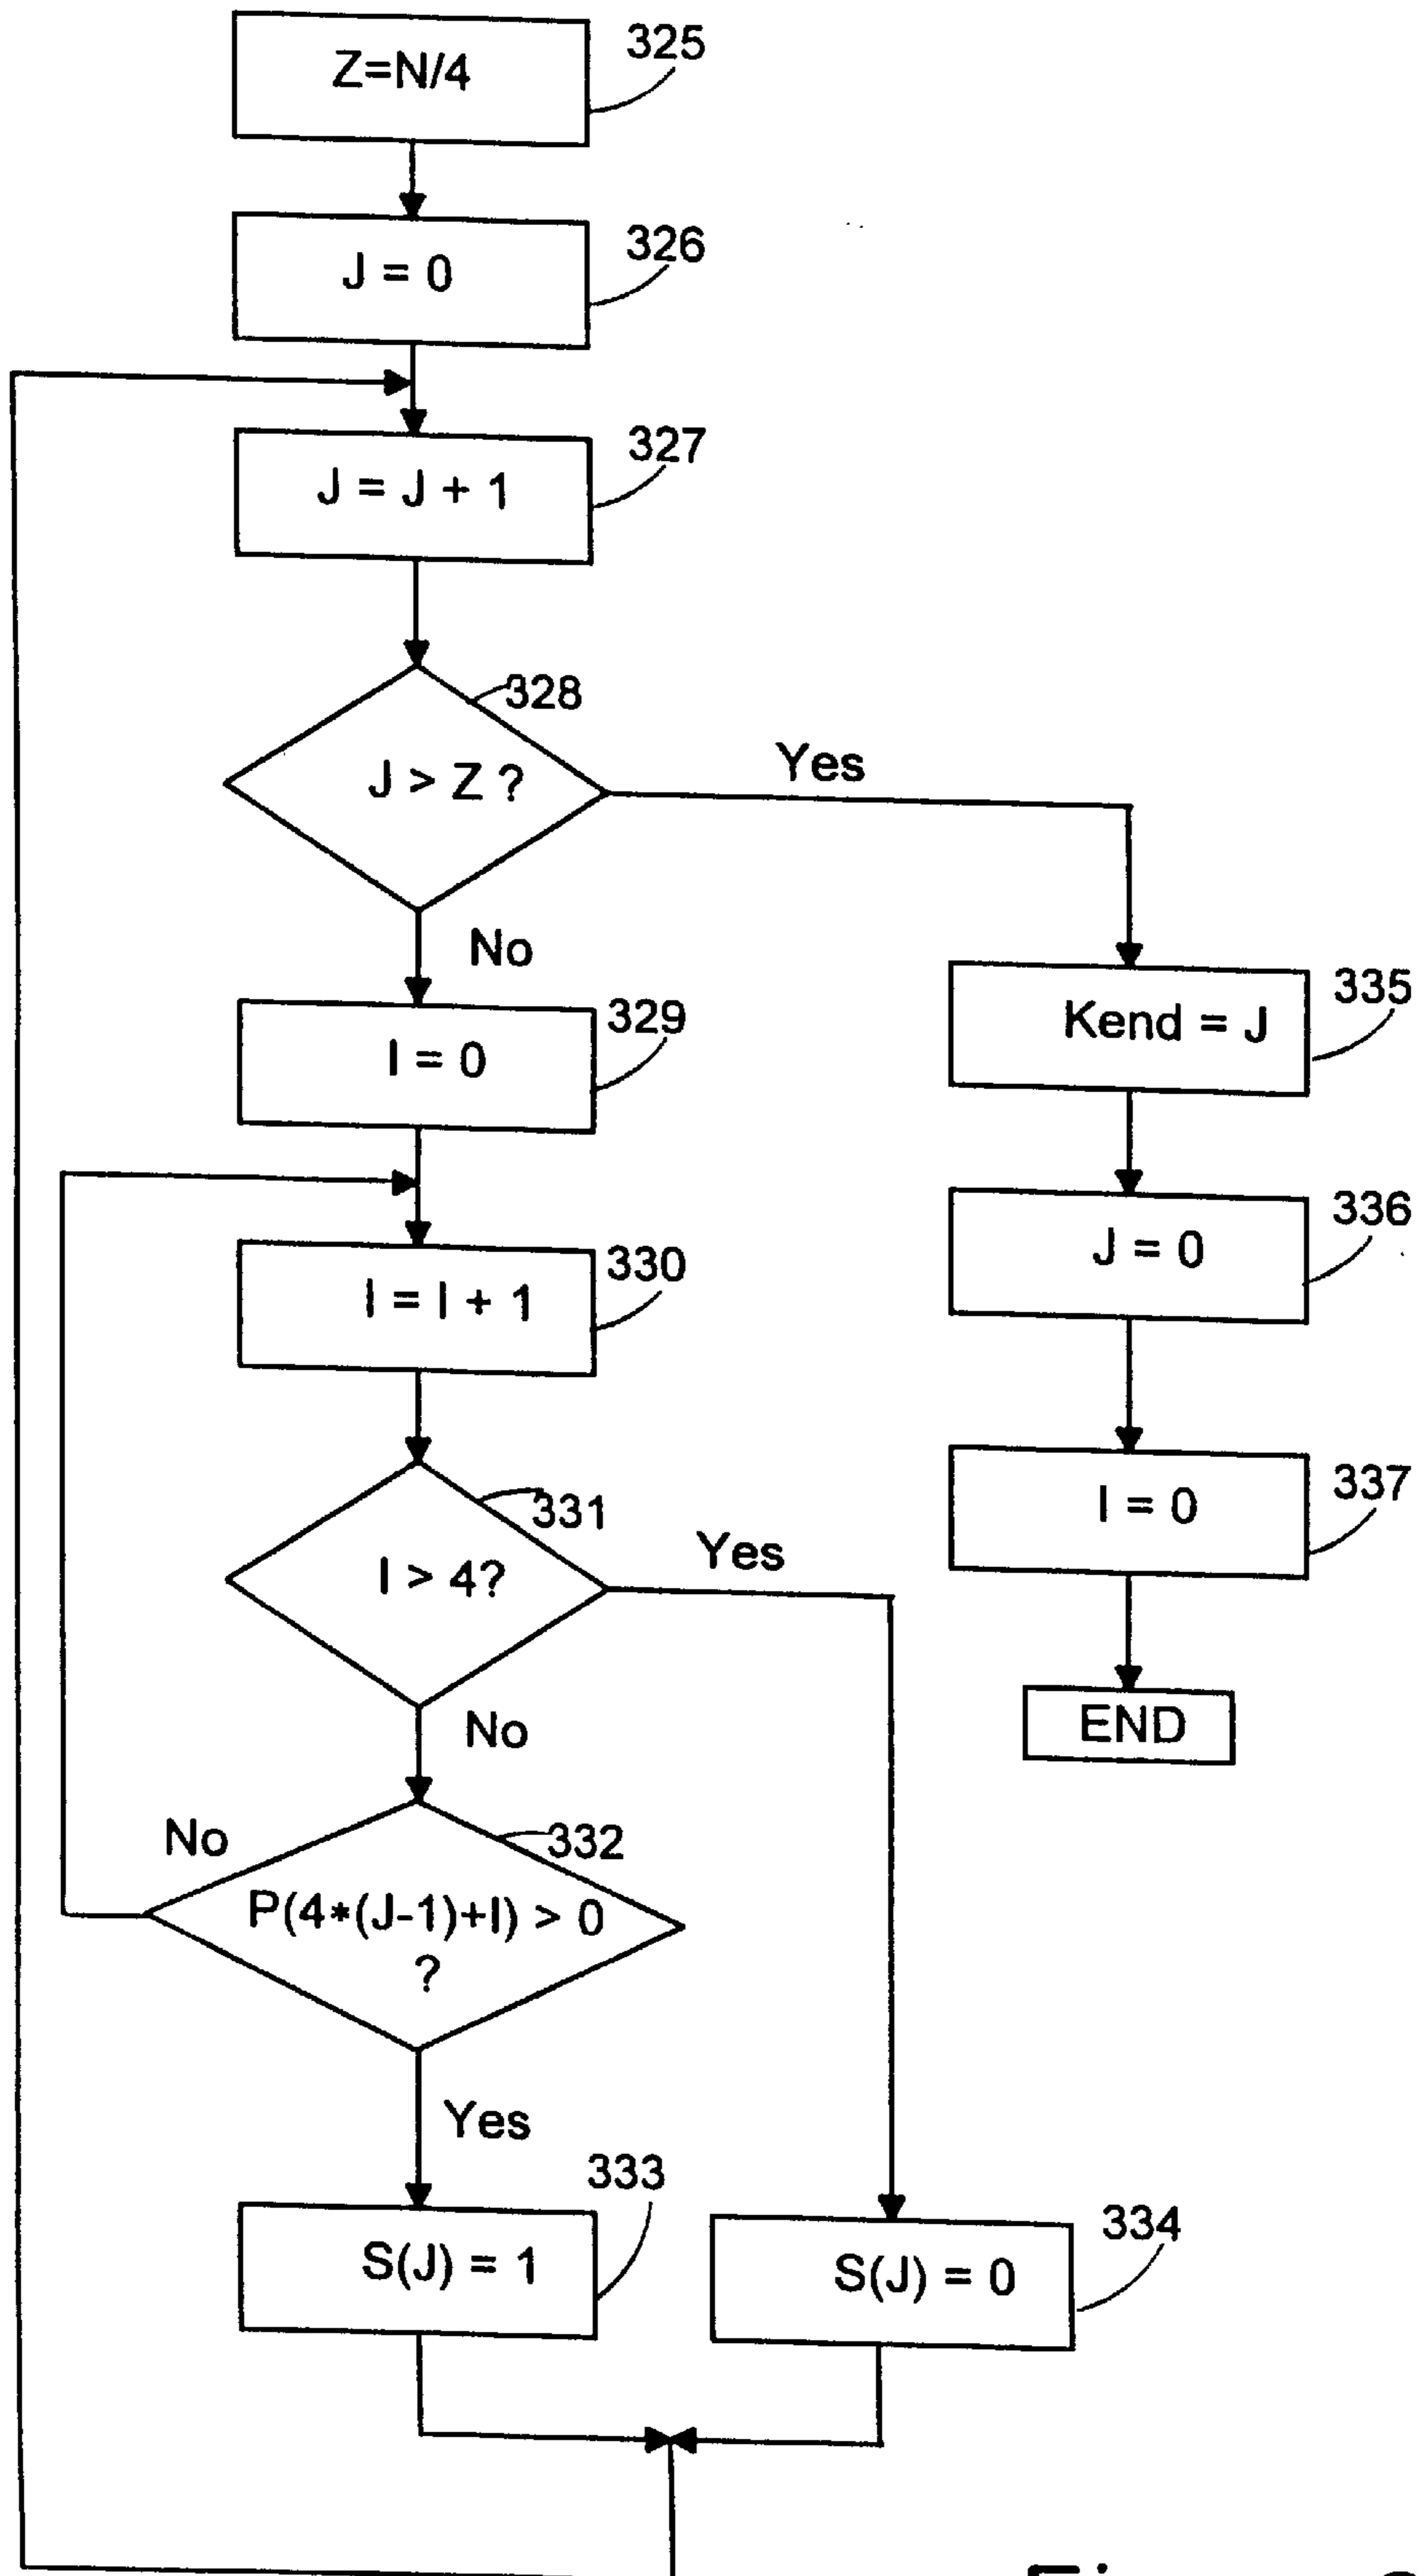 Z=N/4
325
J = 0
326
J = J + 1
327
328
J > Z ?
Yes
No
I = 0
329
Kend = J
335
I = I + 1
330
J = 0
336
331
I > 4?
Yes
I = 0
337
No
END
No
332
P(4*(J-1)+I) > 0
?
Yes
333
S(J) = 1
S(J) = 0
334